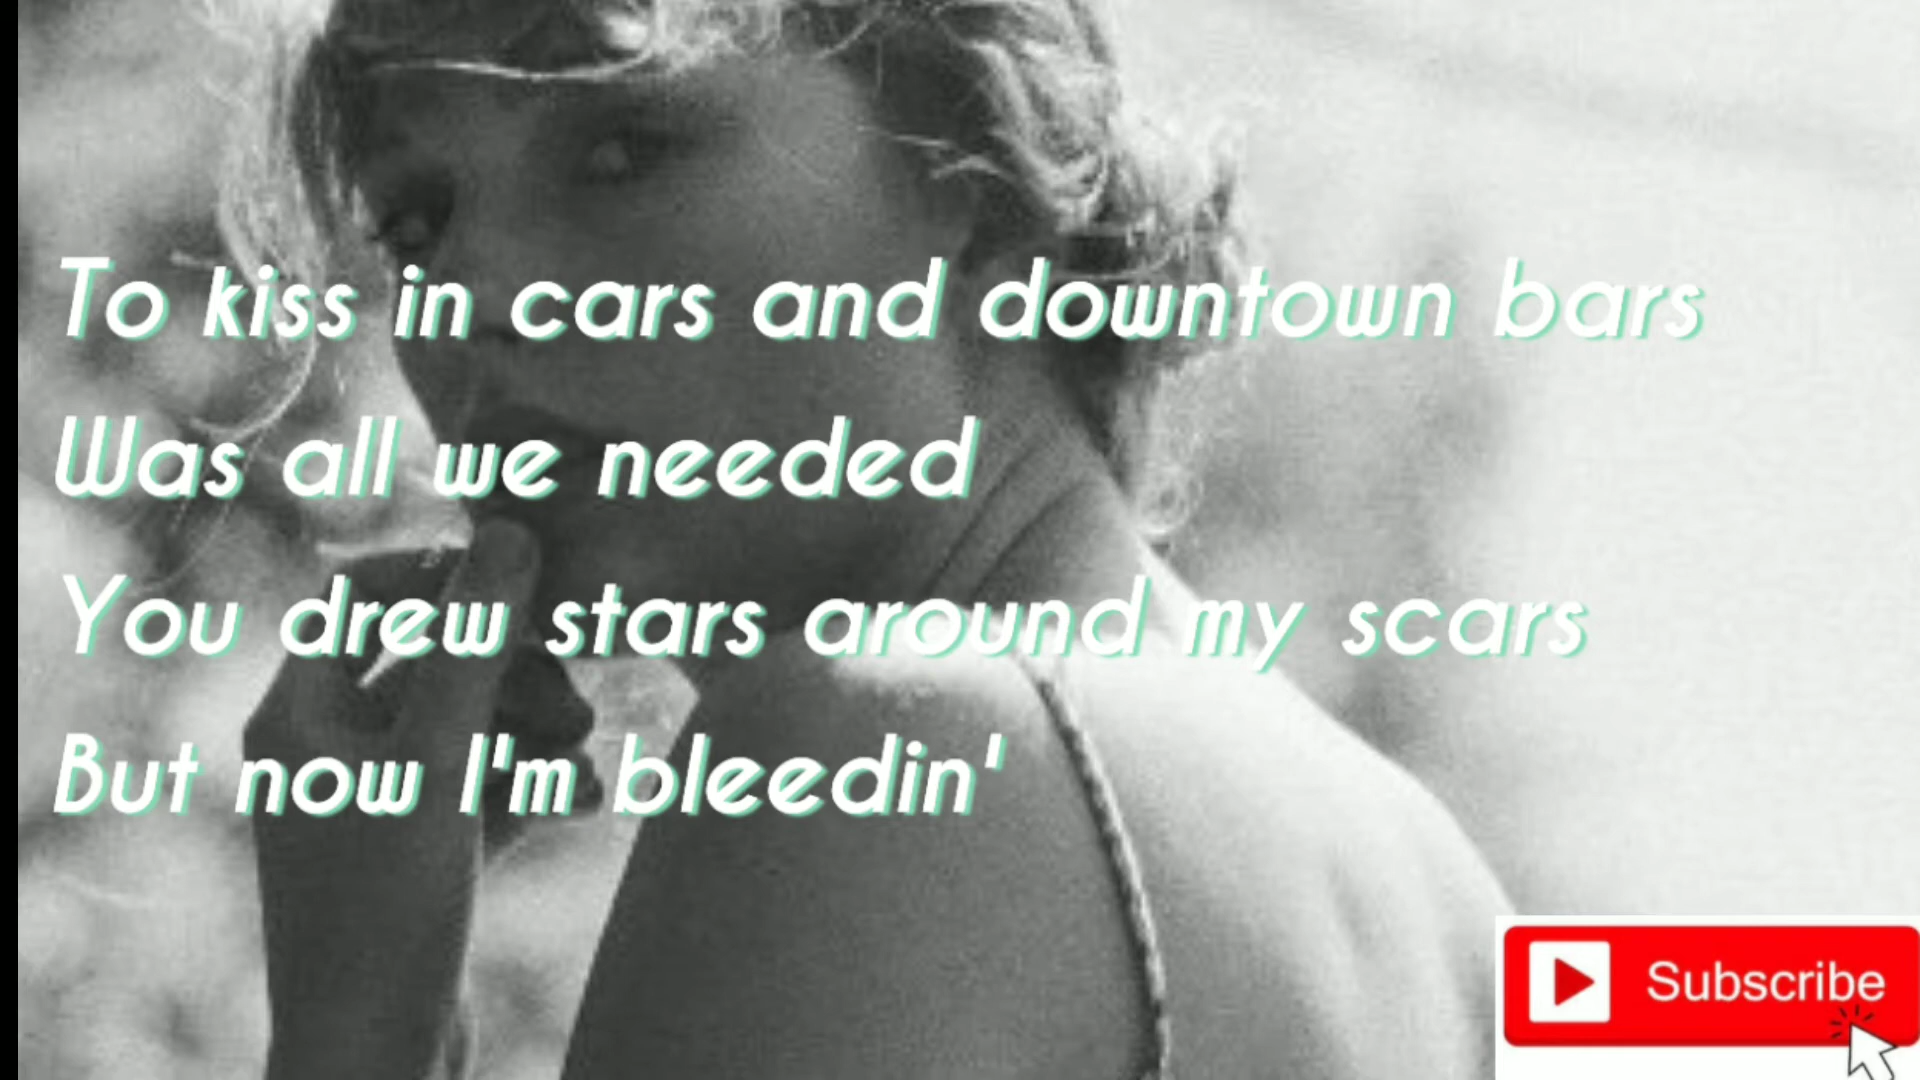 To kiss in cars and downtown bars
Was all we needed
You drew stars around my scars
But now I'm bleedin'
Subscribe